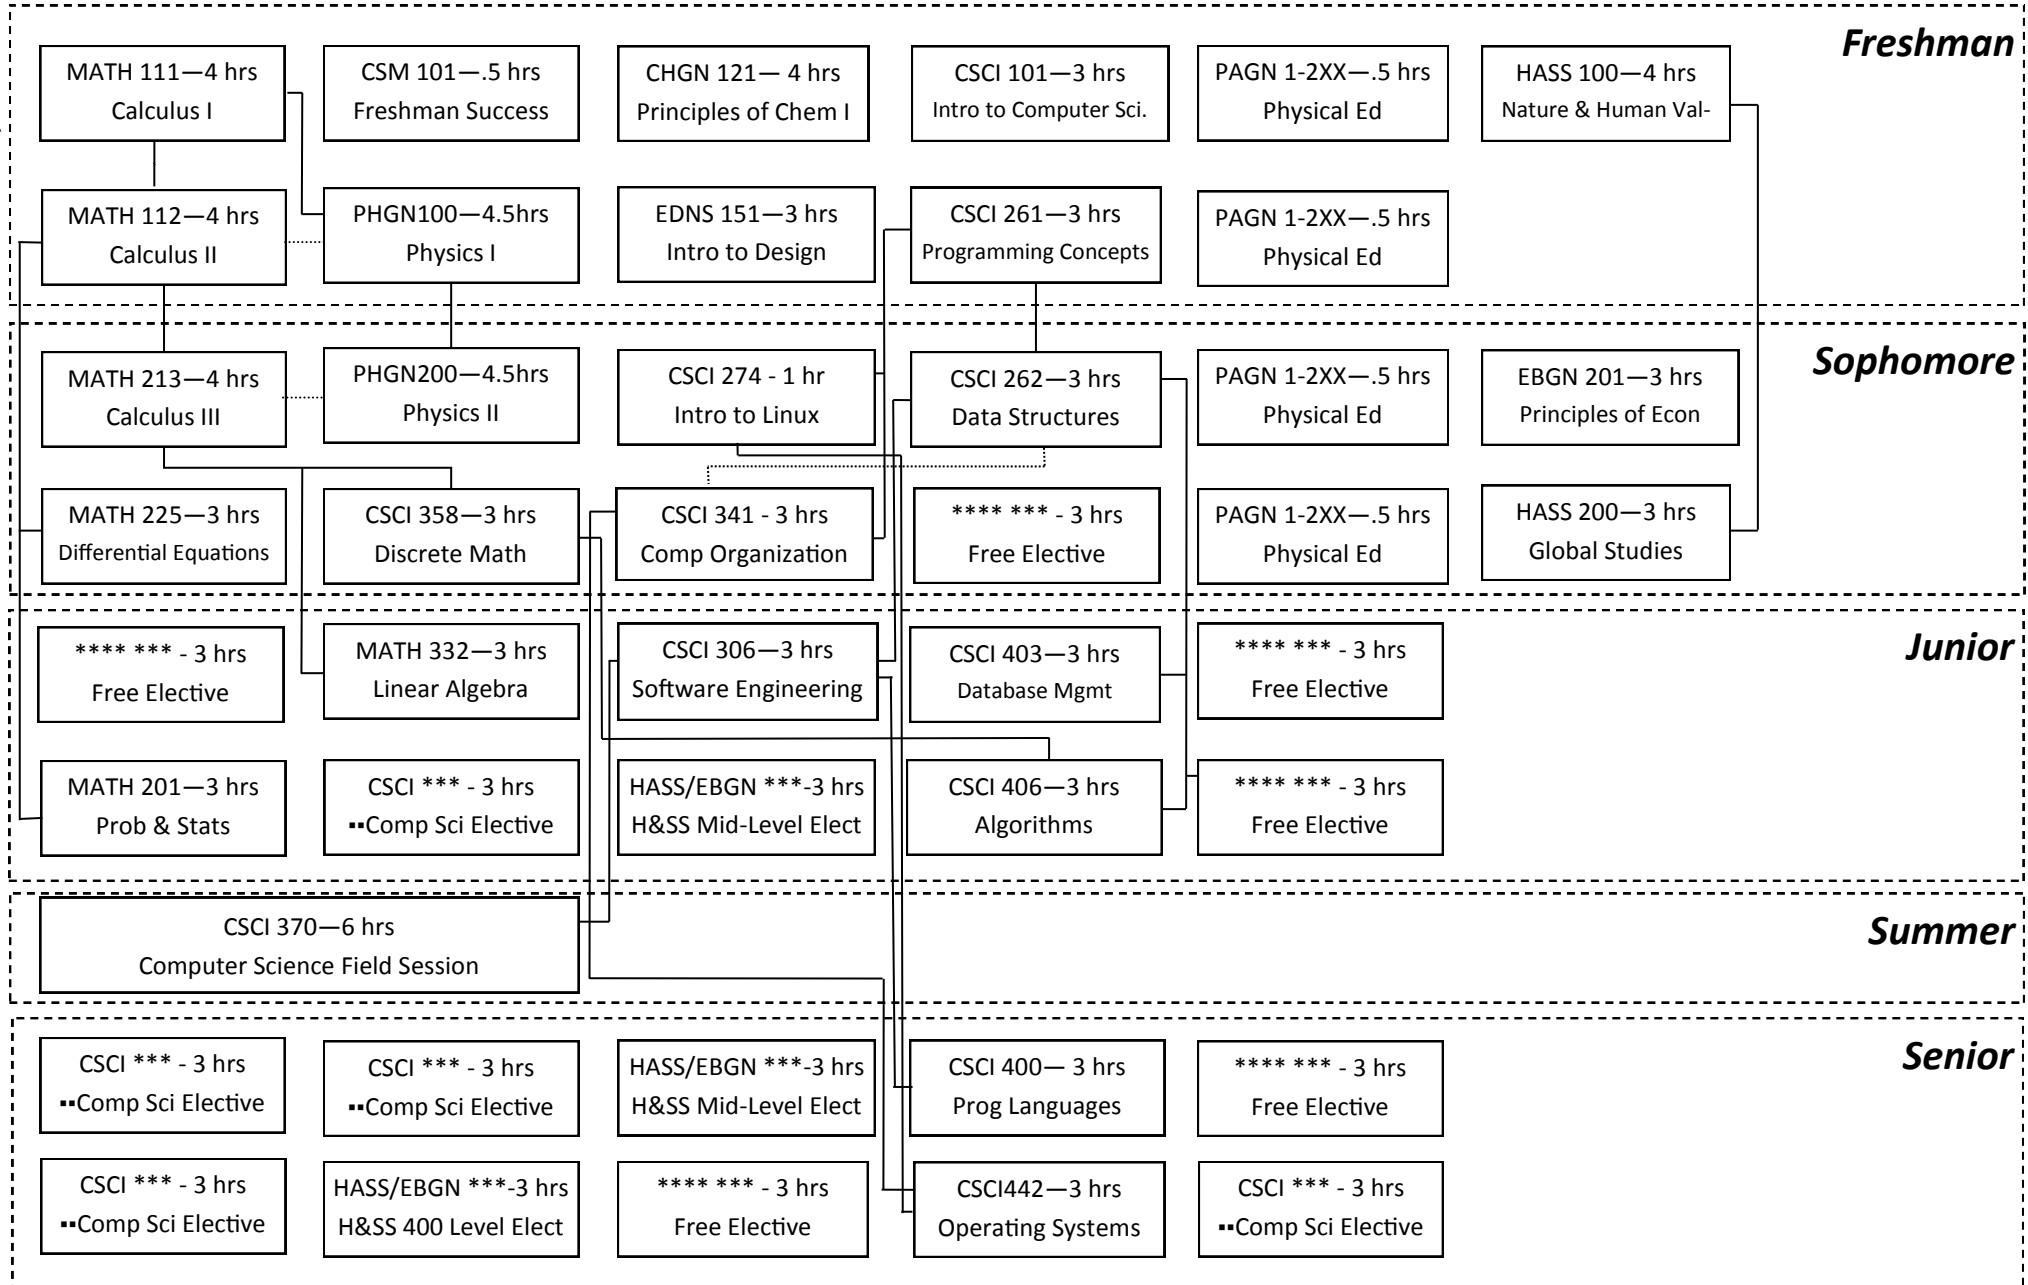 Freshman
MATH 111—4 hrs
Calculus I
CSM 101—.5 hrs
Freshman Success
CHGN 121— 4 hrs
Principles of Chem I
CSCI 101—3 hrs
Intro to Computer Sci.
PAGN 1-2XX—.5 hrs
Physical Ed
HASS 100—4 hrs
Nature & Human Val-
MATH 112—4 hrs
Calculus II
PHGN100—4.5hrs
Physics I
EDNS 151—3 hrs
Intro to Design
CSCI 261—3 hrs
Programming Concepts
PAGN 1-2XX—.5 hrs
Physical Ed
Sophomore
MATH 213—4 hrs
Calculus III
PHGN200—4.5hrs
Physics II
CSCI 274 - 1 hr
Intro to Linux
CSCI 262—3 hrs
Data Structures
PAGN 1-2XX—.5 hrs
Physical Ed
EBGN 201—3 hrs
Principles of Econ
MATH 225—3 hrs
Differential Equations
CSCI 358—3 hrs
Discrete Math
CSCI 341 - 3 hrs
Comp Organization
**** *** - 3 hrs
Free Elective
PAGN 1-2XX—.5 hrs
Physical Ed
HASS 200—3 hrs
Global Studies
Junior
**** *** - 3 hrs
Free Elective
MATH 332—3 hrs
Linear Algebra
CSCI 306—3 hrs
Software Engineering
CSCI 403—3 hrs
Database Mgmt
**** *** - 3 hrs
Free Elective
MATH 201—3 hrs
Prob & Stats
CSCI *** - 3 hrs
▪▪Comp Sci Elective
HASS/EBGN ***-3 hrs
H&SS Mid-Level Elect
CSCI 406—3 hrs
Algorithms
**** *** - 3 hrs
Free Elective
Summer
CSCI 370—6 hrs
Computer Science Field Session
Senior
CSCI *** - 3 hrs
▪▪Comp Sci Elective
CSCI *** - 3 hrs
▪▪Comp Sci Elective
HASS/EBGN ***-3 hrs
H&SS Mid-Level Elect
CSCI 400— 3 hrs
Prog Languages
**** *** - 3 hrs
Free Elective
CSCI *** - 3 hrs
▪▪Comp Sci Elective
HASS/EBGN ***-3 hrs
H&SS 400 Level Elect
**** *** - 3 hrs
Free Elective
CSCI442—3 hrs
Operating Systems
CSCI *** - 3 hrs
▪▪Comp Sci Elective